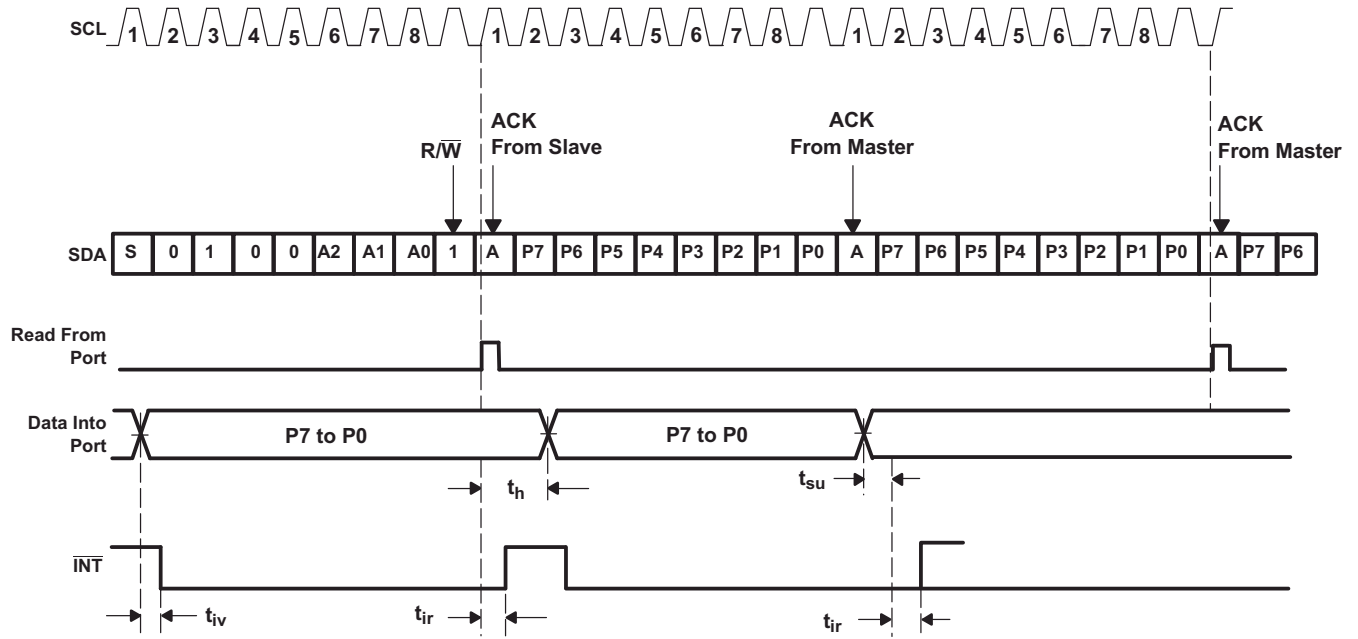 SCL 1 2 3 4 5 6 7 8 1 2 3 4 5 6 7 8 1 2 3 4 5 6 7 8
R/W̅
ACK
From Slave
ACK
From Master
ACK
From Master
SDA S 0 1 0 0 A2 A1 A0 1 A P7 P6 P5 P4 P3 P2 P1 P0 A P7 P6 P5 P4 P3 P2 P1 P0 A P7 P6
Read From
Port
Data Into
Port
P7 to P0 P7 to P0
th tsu
I̅N̅T̅
tiv tir tir